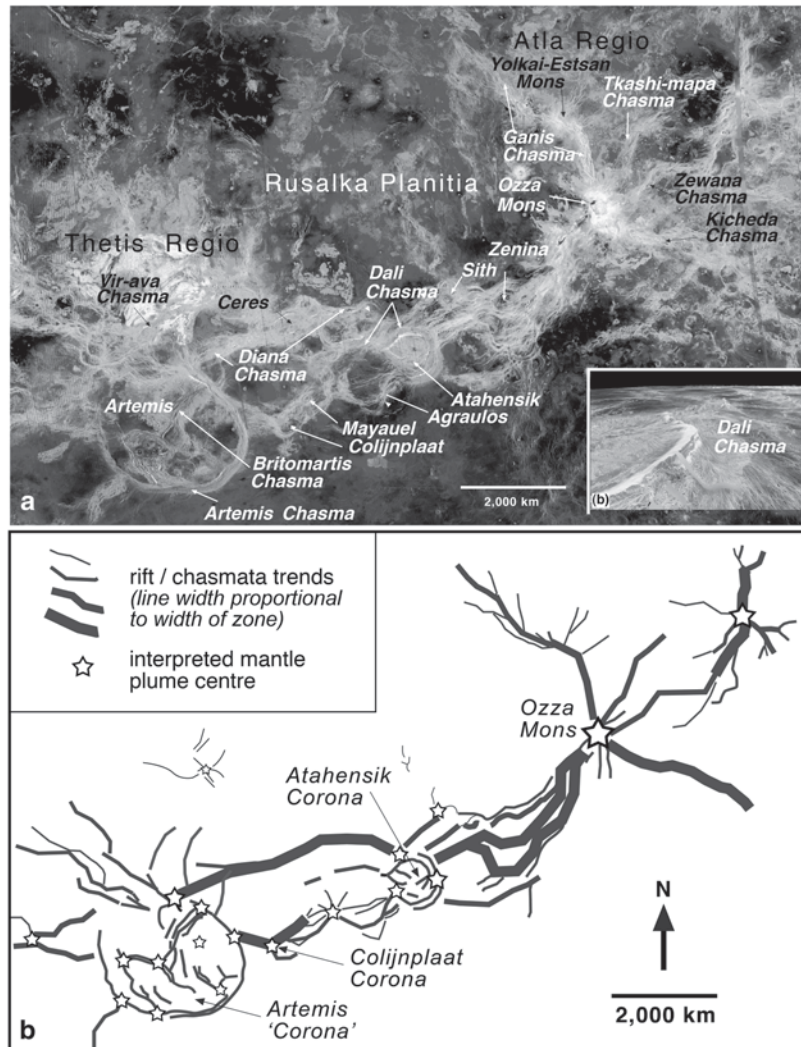 Atla Regio
Yolkai-Estsan
Mons
Tkashi-mapa
Chasma
Ganis
Chasma
Rusalka Planitia
Ozza
Mons
Zewana
Chasma
Kicheda
Chasma
Thetis Regio
Zenina
Vir-ava
Chasma
Dali
Chasma
Sith
Ceres
Diana
Chasma
Artemis
Atahensik
Agraulos
Mayauel
Colijnplaat
Britomartis
Chasma
Artemis Chasma
2,000 km
Dali
Chasma
(b)
a
rift / chasmata trends
(line width proportional
to width of zone)
interpreted mantle
plume centre
Ozza
Mons
Atahensik
Corona
N
Colijnplaat
Corona
Artemis
'Corona'
2,000 km
b